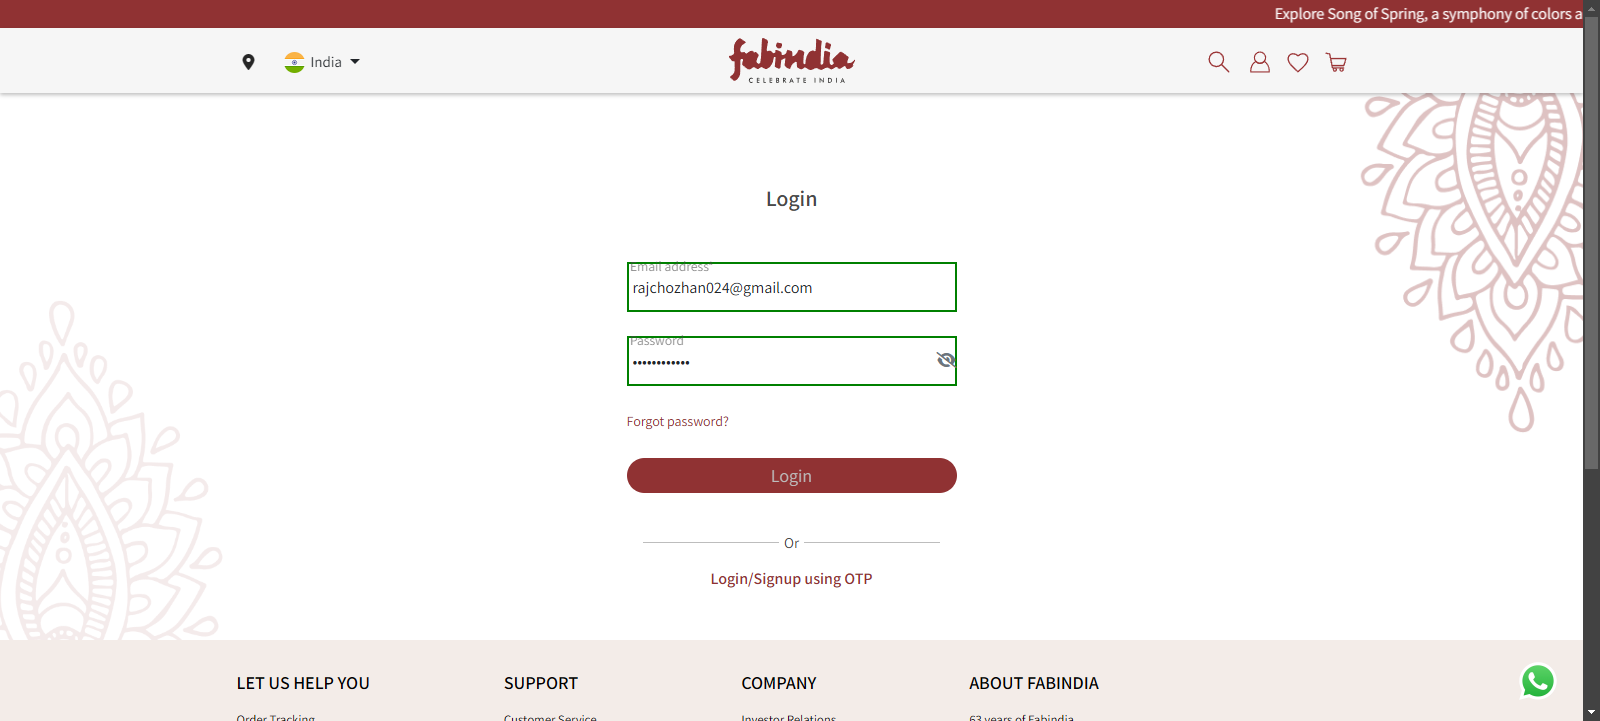 Explore Song of Spring, a symphony of colors a
India
fabindia
CELEBRATE INDIA
Login
Email address*
rajchozhan024@gmail.com
Password
••••••••••••
Forgot password?
Login
Or
Login/Signup using OTP
LET US HELP YOU
SUPPORT
COMPANY
ABOUT FABINDIA
Order Tracking
Customer Service
Investor Relations
63 years of Fabindia